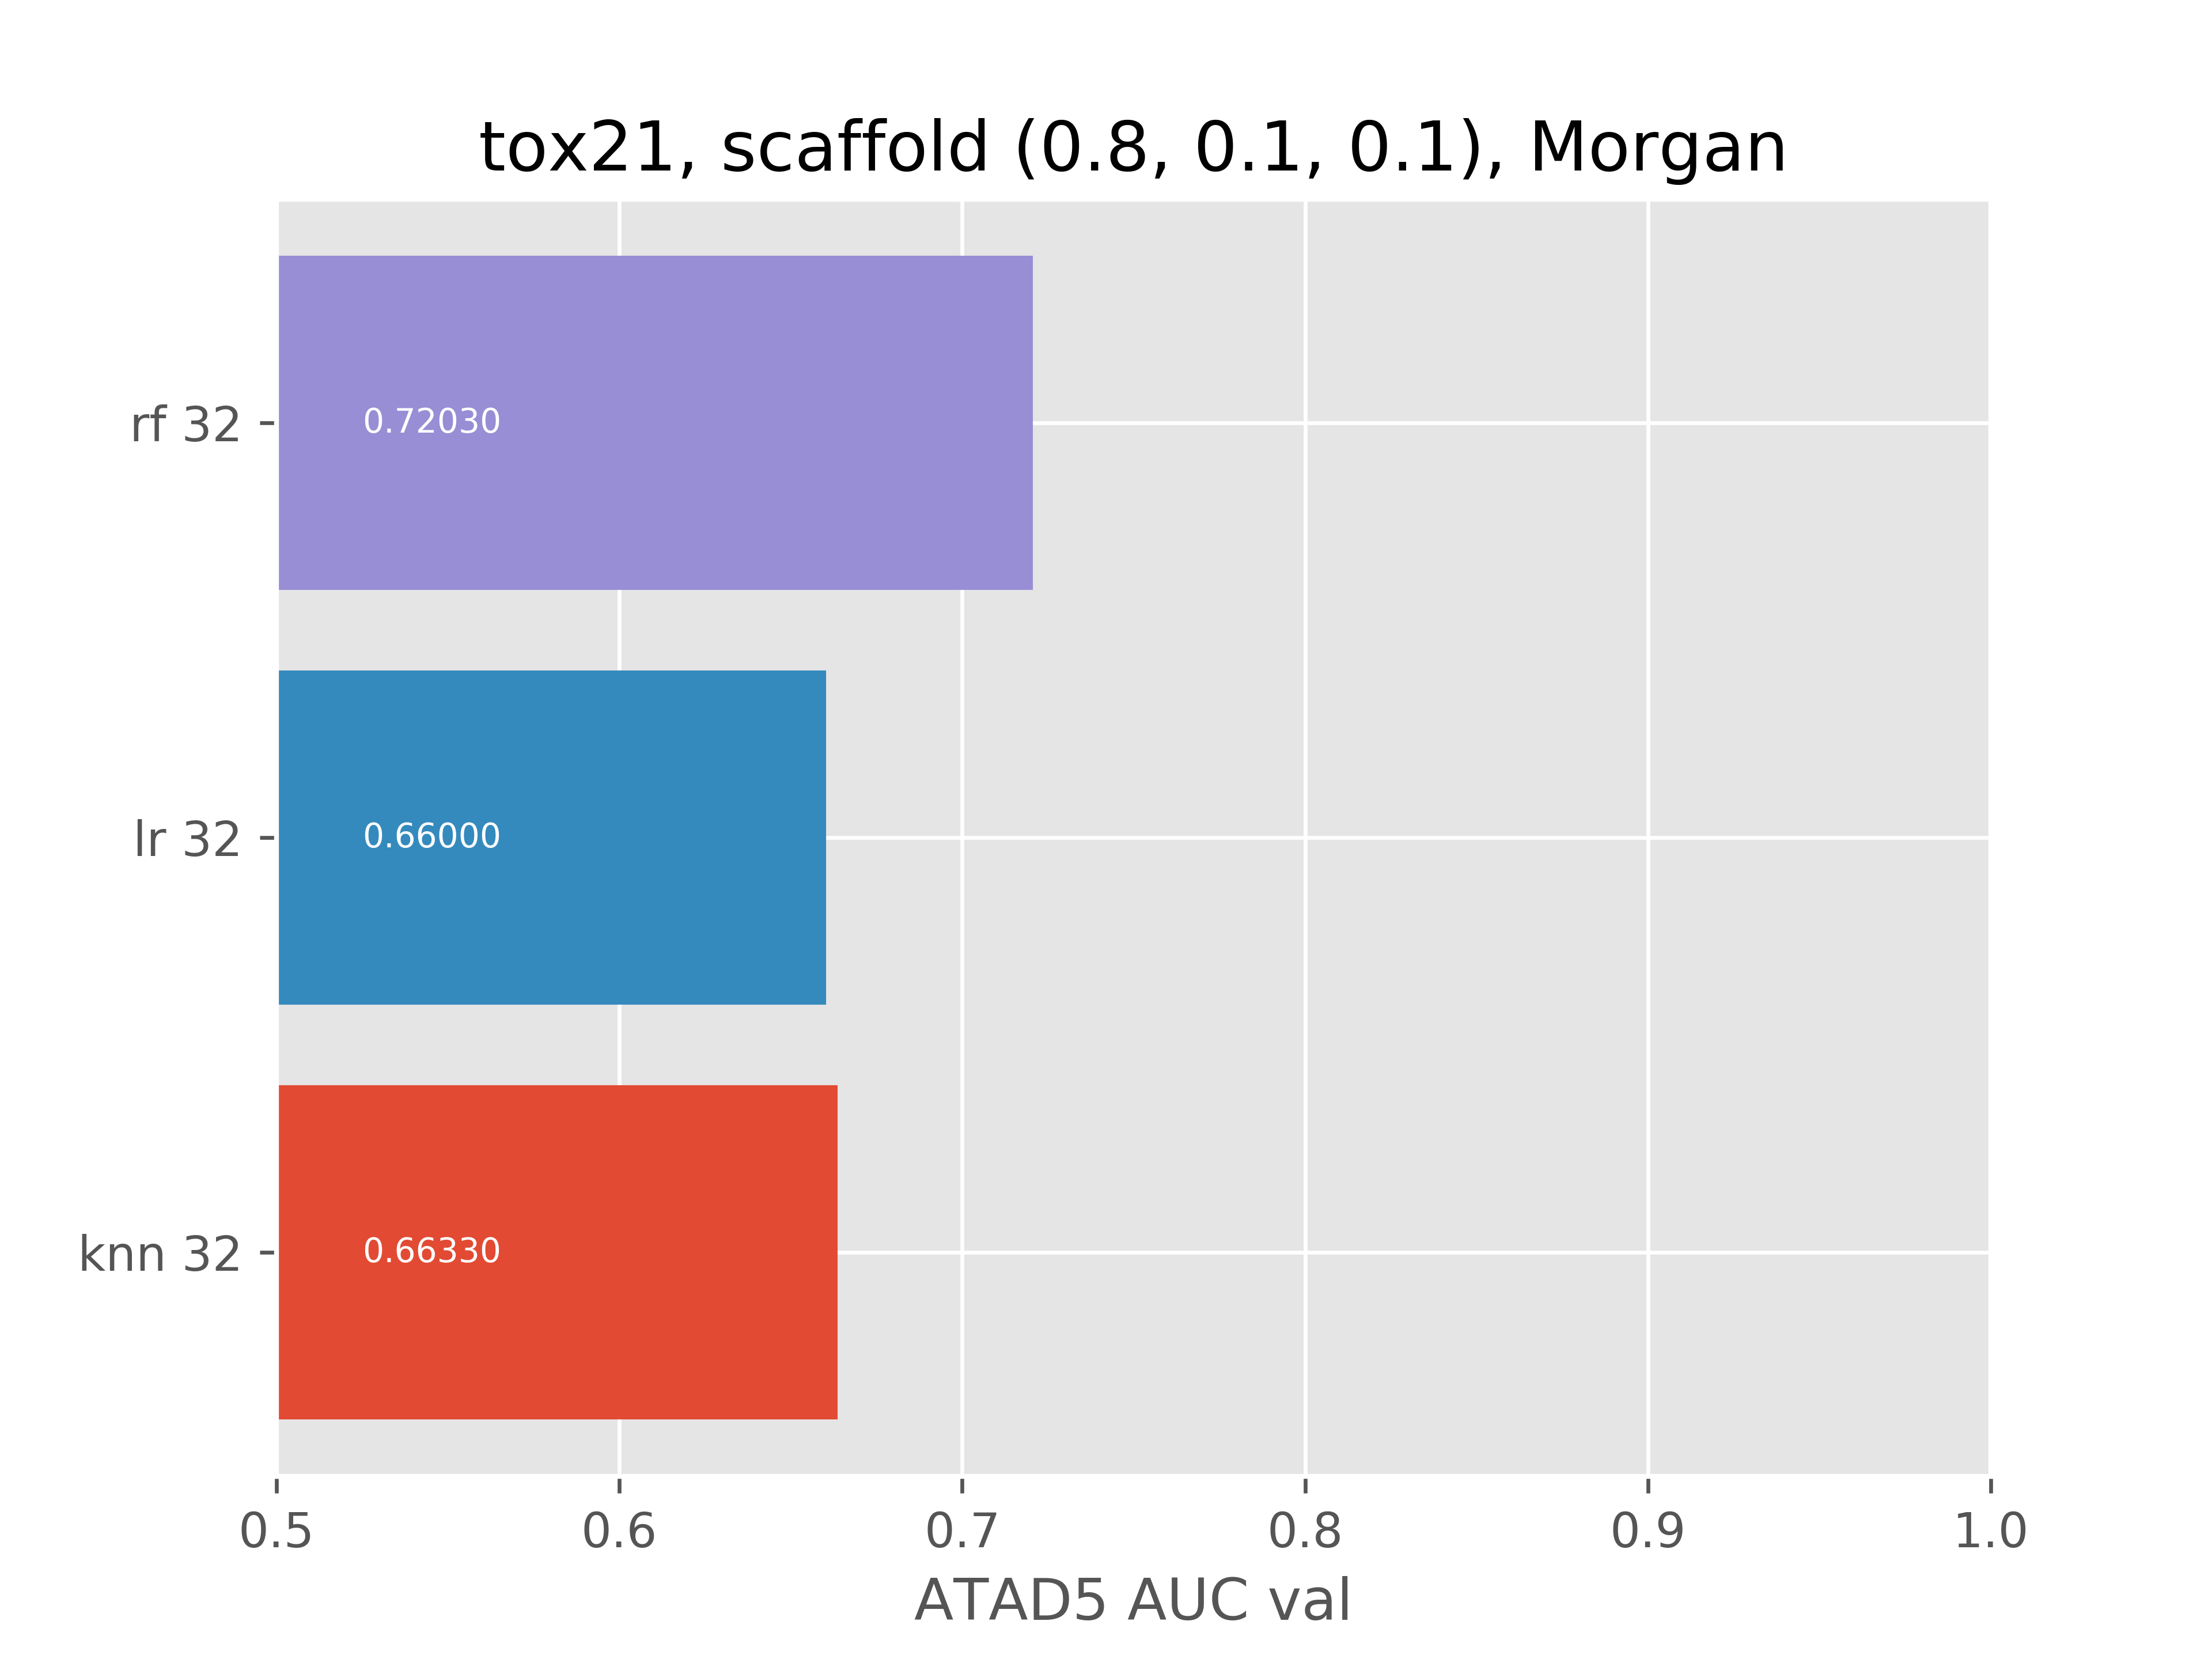 tox21, scaffold (0.8, 0.1, 0.1), Morgan
rf 32
0.72030
lr 32
0.66000
knn 32
0.66330
0.5 0.6 0.7 0.8 0.9 1.0
ATAD5 AUC val